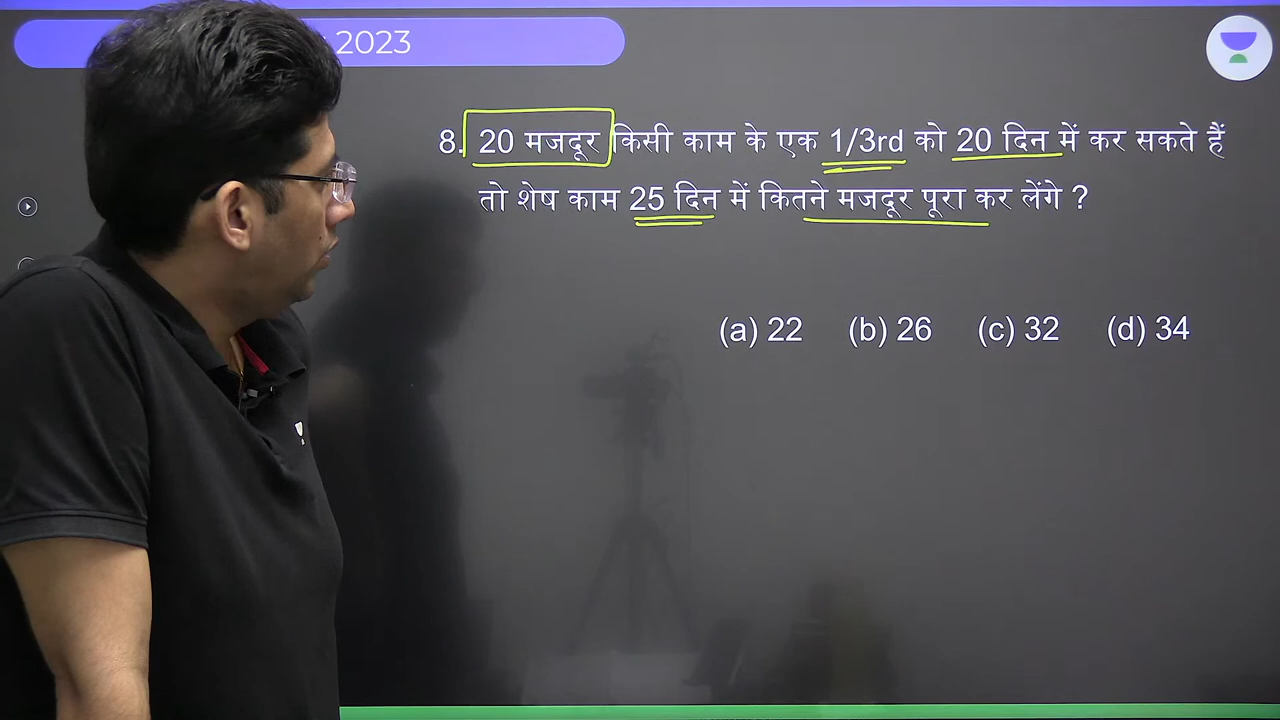 2023
8. 20 मजदूर किसी काम के एक 1/3rd को 20 दिन में कर सकते हैं
तो शेष काम 25 दिन में कितने मजदूर पूरा कर लेंगे ?
(a) 22 (b) 26 (c) 32 (d) 34